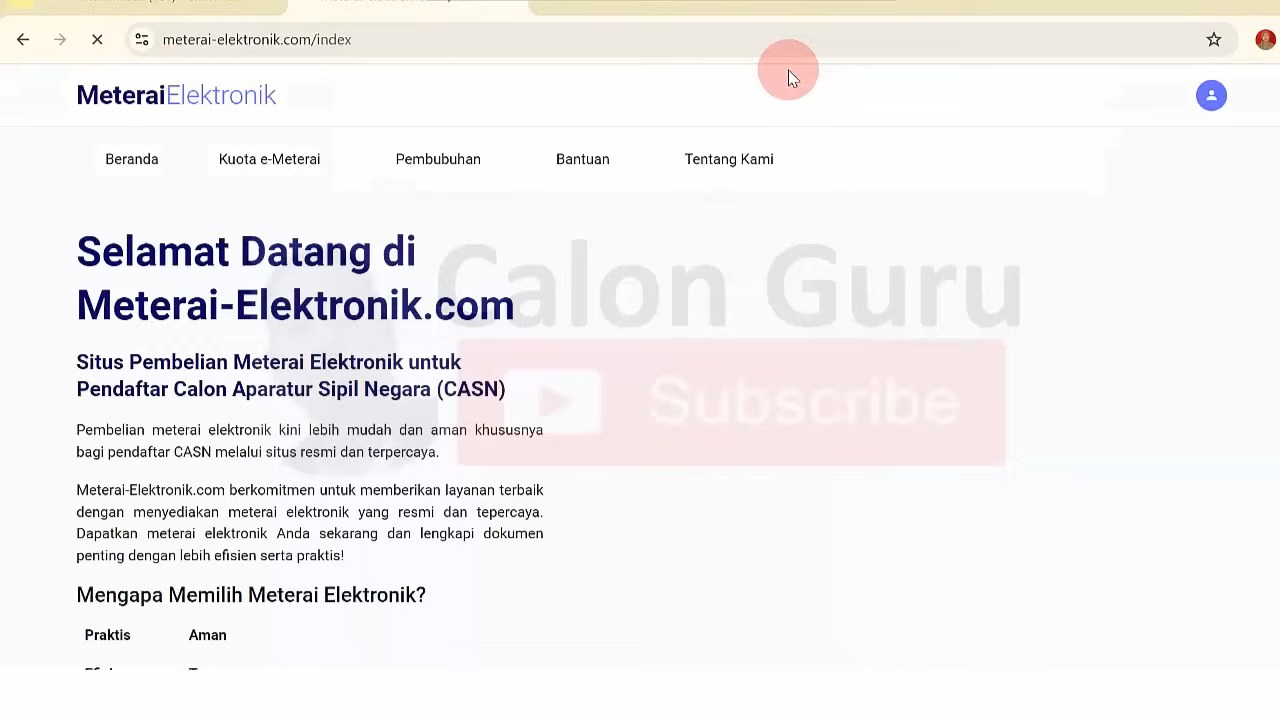 meterai-elektronik.com/index
MeteraiElektronik
Beranda
Kuota e-Meterai
Pembubuhan
Bantuan
Tentang Kami
Selamat Datang di
Meterai-Elektronik.com
Calon Guru
Subscribe
Situs Pembelian Meterai Elektronik untuk
Pendaftar Calon Aparatur Sipil Negara (CASN)
Pembelian meterai elektronik kini lebih mudah dan aman khususnya
bagi pendaftar CASN melalui situs resmi dan terpercaya.
Meterai-Elektronik.com berkomitmen untuk memberikan layanan terbaik
dengan menyediakan meterai elektronik yang resmi dan tepercaya.
Dapatkan meterai elektronik Anda sekarang dan lengkapi dokumen
penting dengan lebih efisien serta praktis!
Mengapa Memilih Meterai Elektronik?
Praktis
Aman